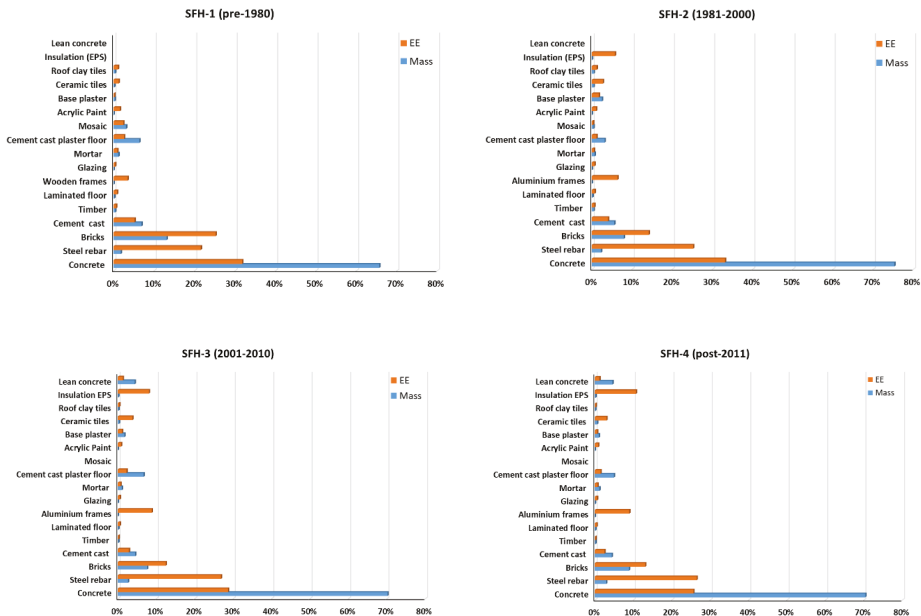 SFH-1 (pre-1980)
Lean concrete
Insulation (EPS)
Roof clay tiles
Ceramic tiles
Base plaster
Acrylic Paint
Mosaic
Cement cast plaster floor
Mortar
Glazing
Wooden frames
Laminated floor
Timber
Cement cast
Bricks
Steel rebar
Concrete
EE
Mass
0% 10% 20% 30% 40% 50% 60% 70% 80%
SFH-2 (1981-2000)
Lean concrete
Insulation (EPS)
Roof clay tiles
Ceramic tiles
Base plaster
Acrylic Paint
Mosaic
Cement cast plaster floor
Mortar
Glazing
Aluminium frames
Laminated floor
Timber
Cement cast
Bricks
Steel rebar
Concrete
EE
Mass
0% 10% 20% 30% 40% 50% 60% 70% 80%
SFH-3 (2001-2010)
Lean concrete
Insulation EPS
Roof clay tiles
Ceramic tiles
Base plaster
Acrylic Paint
Mosaic
Cement cast plaster floor
Mortar
Glazing
Aluminium frames
Laminated floor
Timber
Cement cast
Bricks
Steel rebar
Concrete
EE
Mass
0% 10% 20% 30% 40% 50% 60% 70% 80%
SFH-4 (post-2011)
Lean concrete
Insulation EPS
Roof clay tiles
Ceramic tiles
Base plaster
Acrylic Paint
Mosaic
Cement cast plaster floor
Mortar
Glazing
Aluminium frames
Laminated floor
Timber
Cement cast
Bricks
Steel rebar
Concrete
EE
Mass
0% 10% 20% 30% 40% 50% 60% 70% 80%